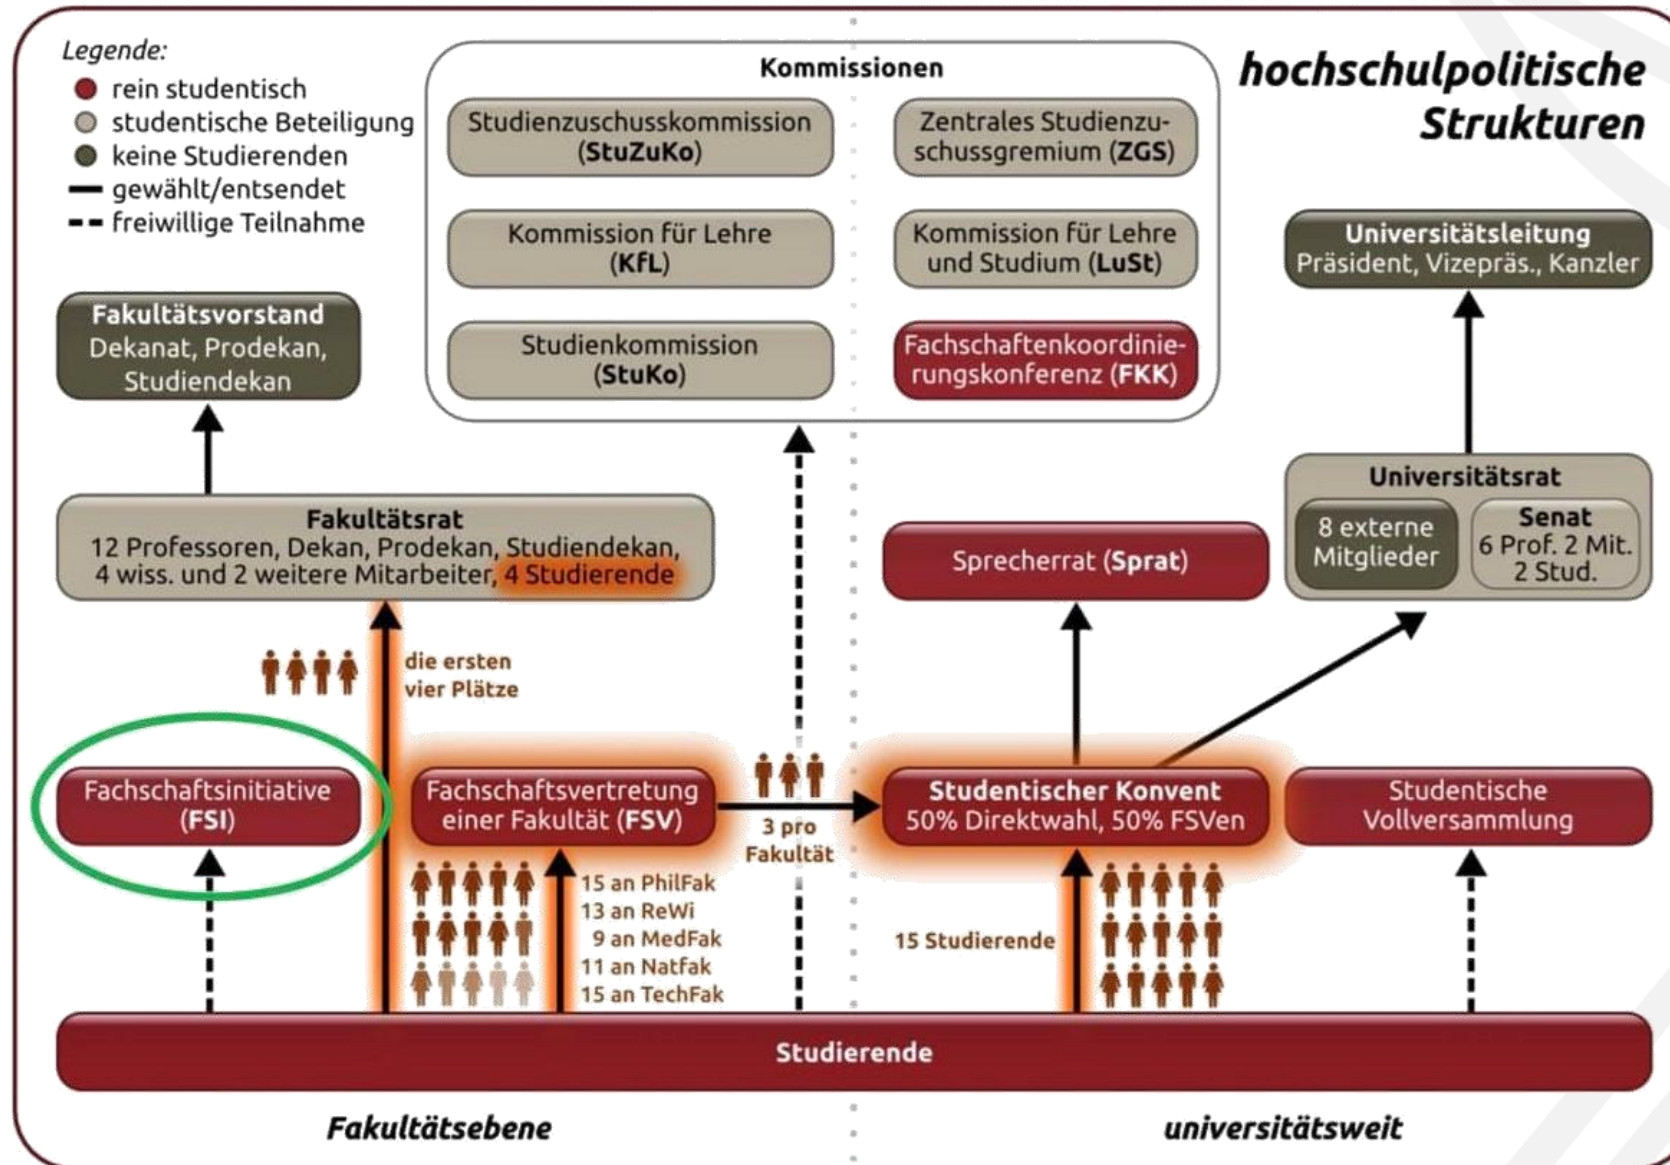 hochschulpolitische
Strukturen
Legende:
rein studentisch
studentische Beteiligung
keine Studierenden
gewählt/entsendet
freiwillige Teilnahme
Kommissionen
Studienzuschusskommission
(StuZuKo)
Zentrales Studienzu-
schussgremium (ZGS)
Kommission für Lehre
(KfL)
Kommission für Lehre
und Studium (LuSt)
Studienkommission
(StuKo)
Fachschaftenkoordinie-
rungskonferenz (FKK)
Universitätsleitung
Präsident, Vizepräs., Kanzler
Fakultätsvorstand
Dekanat, Prodekan,
Studiendekan
Fakultätsrat
12 Professoren, Dekan, Prodekan, Studiendekan,
4 wiss. und 2 weitere Mitarbeiter, 4 Studierende
Sprecherrat (Sprat)
Universitätsrat
8 externe
Mitglieder
Senat
6 Prof. 2 Mit.
2 Stud.
die ersten
vier Plätze
Fachschaftsinitiative
(FSI)
Fachschaftsvertretung
einer Fakultät (FSV)
3 pro
Fakultät
Studentischer Konvent
50% Direktwahl, 50% FSVen
Studentische
Vollversammlung
15 an PhilFak
13 an ReWi
9 an MedFak
11 an Natfak
15 an TechFak
15 Studierende
Studierende
Fakultätsebene
universitätsweit